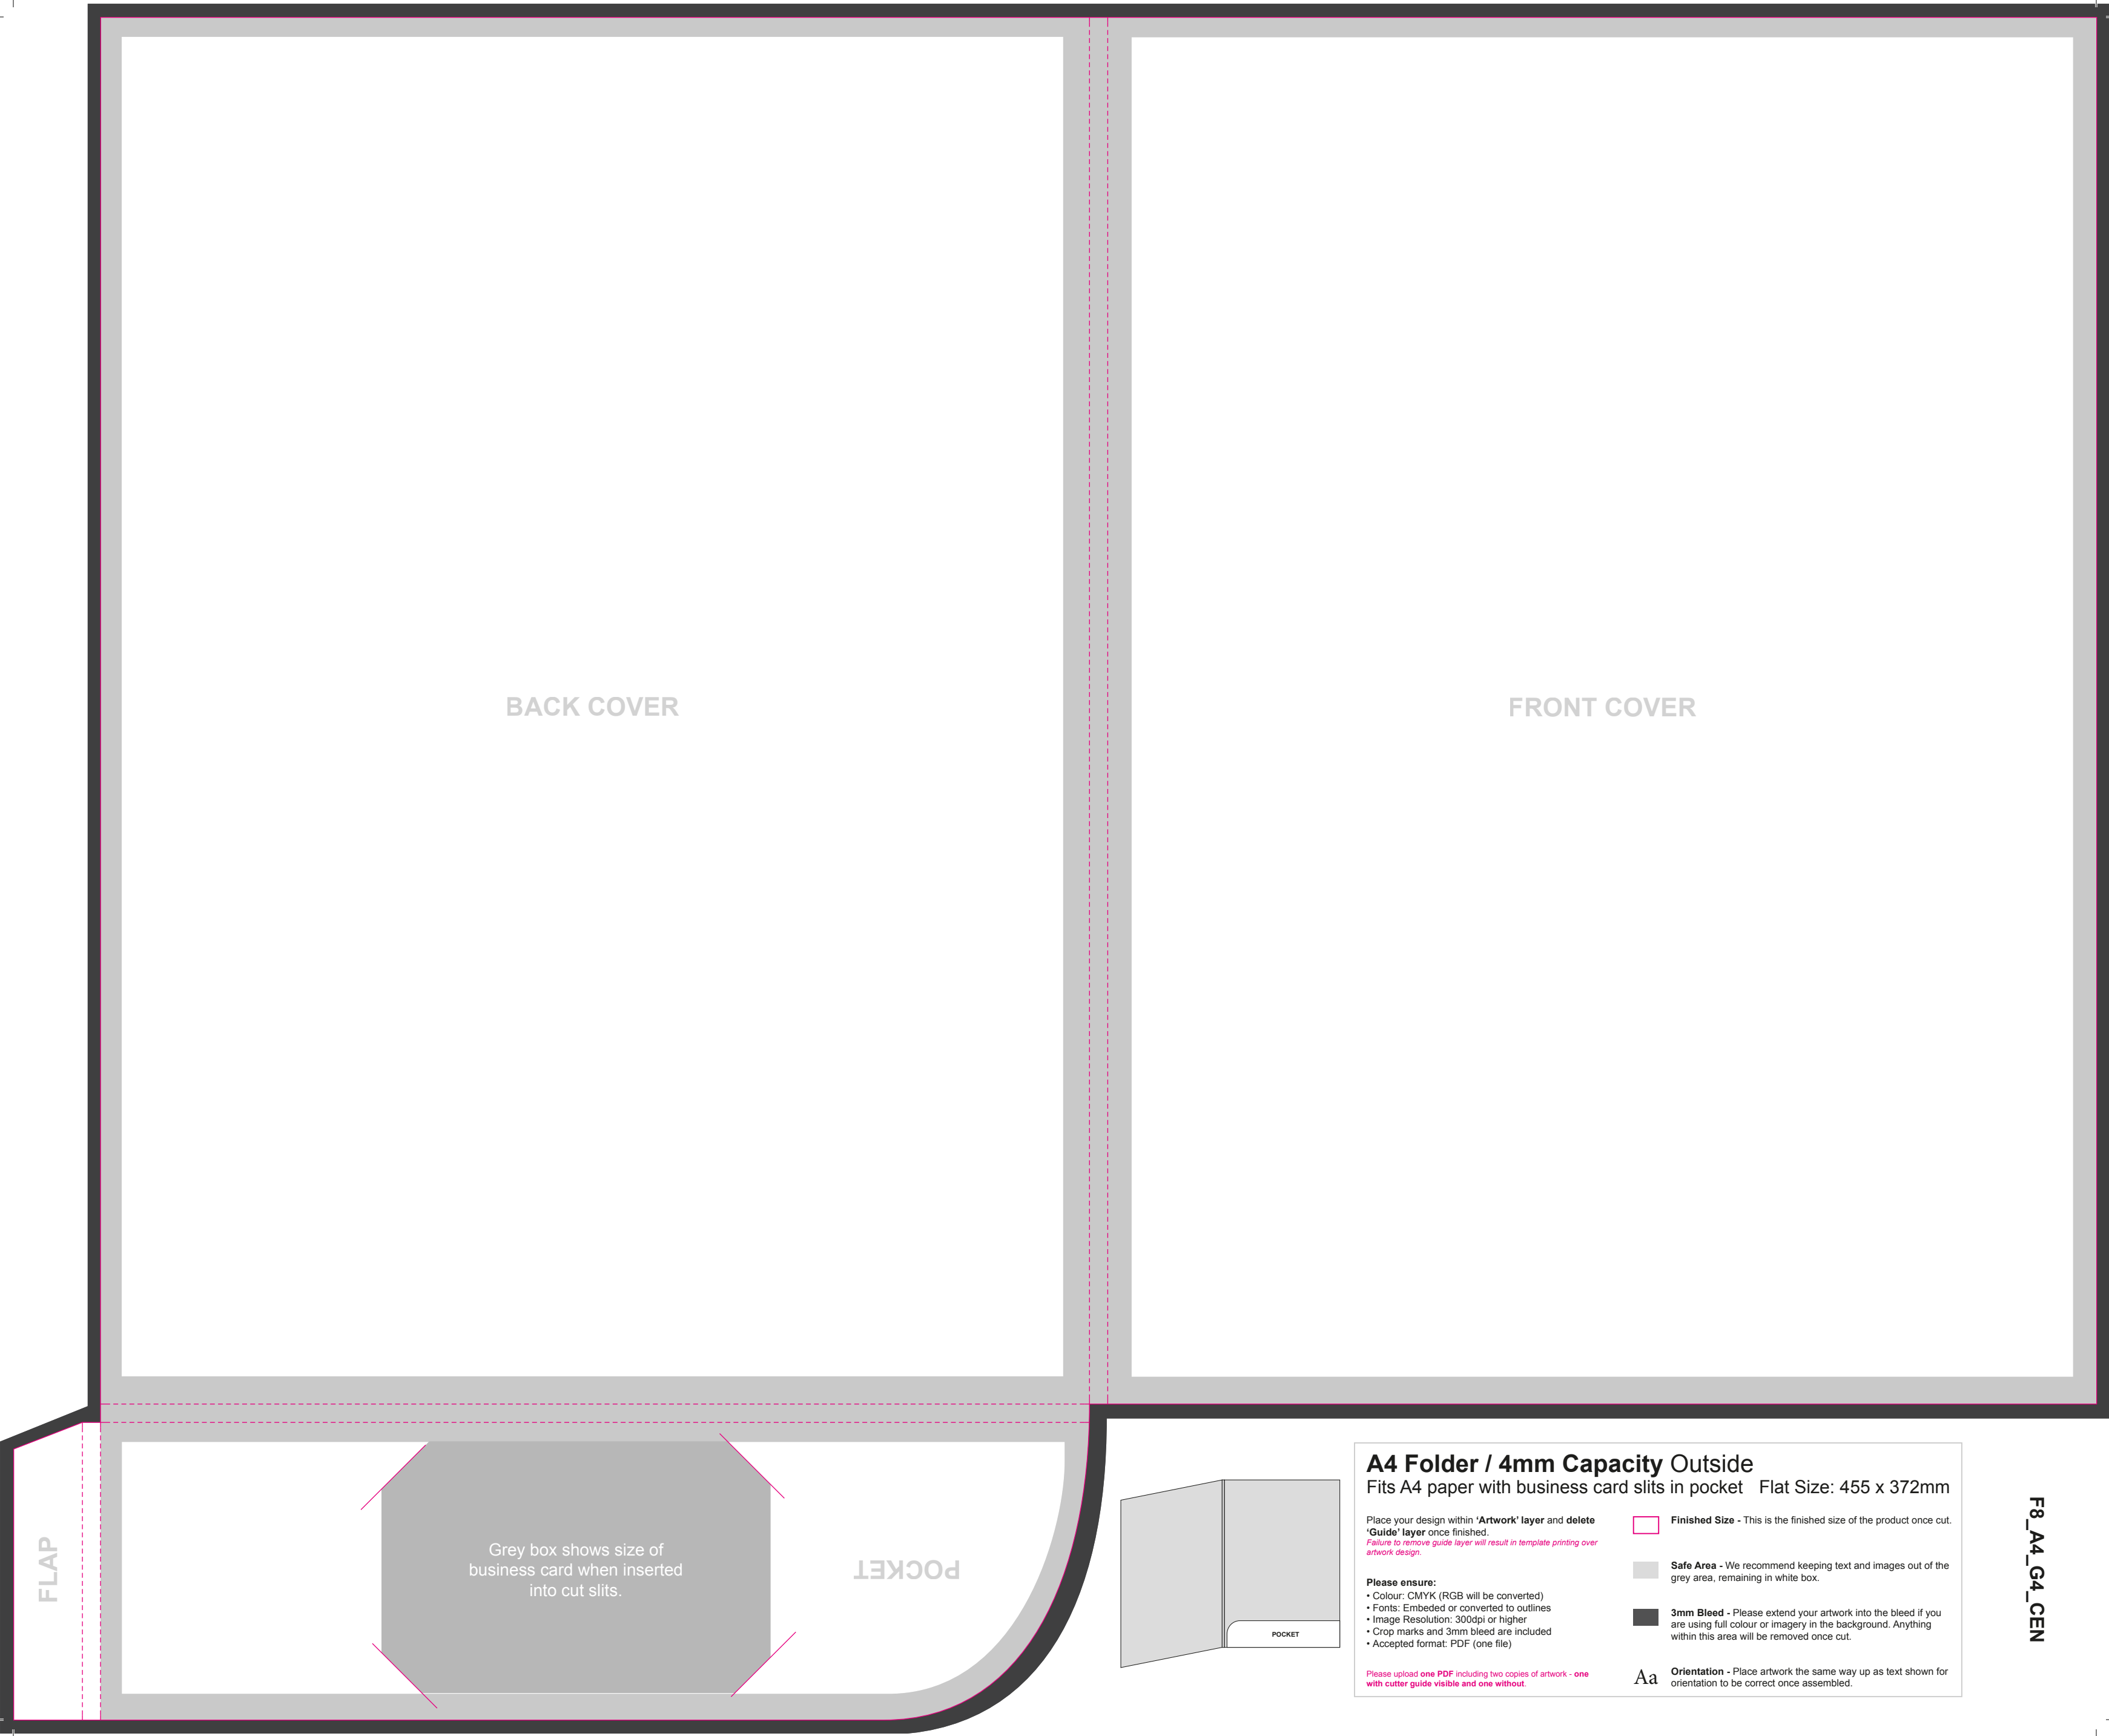 BACK COVER
FRONT COVER
FLAP
Grey box shows size of
business card when inserted
into cut slits.
POCKET
POCKET
A4 Folder / 4mm Capacity Outside
Fits A4 paper with business card slits in pocket Flat Size: 455 x 372mm
Place your design within ‘Artwork’ layer and delete
‘Guide’ layer once finished.
Failure to remove guide layer will result in template printing over
artwork design.
Please ensure:
• Colour: CMYK (RGB will be converted)
• Fonts: Embeded or converted to outlines
• Image Resolution: 300dpi or higher
• Crop marks and 3mm bleed are included
• Accepted format: PDF (one file)
Please upload one PDF including two copies of artwork - one
with cutter guide visible and one without.
Finished Size - This is the finished size of the product once cut.
Safe Area - We recommend keeping text and images out of the
grey area, remaining in white box.
3mm Bleed - Please extend your artwork into the bleed if you
are using full colour or imagery in the background. Anything
within this area will be removed once cut.
Aa
Orientation - Place artwork the same way up as text shown for
orientation to be correct once assembled.
F8_A4_G4_CEN